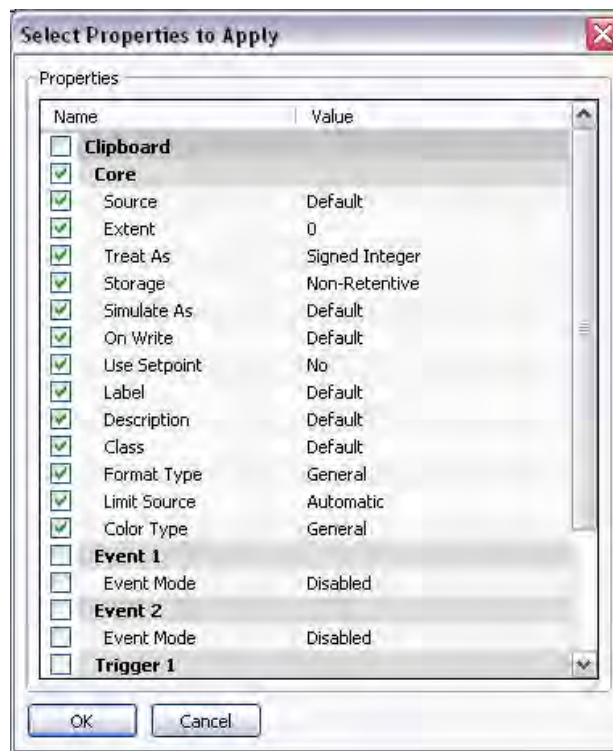 Select Properties to Apply
Properties
Name Value
Clipboard
Core
Source Default
Extent 0
Treat As Signed Integer
Storage Non-Retentive
Simulate As Default
On Write Default
Use Setpoint No
Label Default
Description Default
Class Default
Format Type General
Limit Source Automatic
Color Type General
Event 1
Event Mode Disabled
Event 2
Event Mode Disabled
Trigger 1
OK Cancel